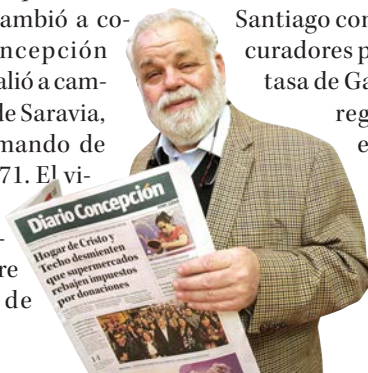 ambió a co-
ncepción
alió a cam-
de Saravia,
mando de
71. El vi-
-
re
de
Santiago con
curadores p
tasa de Ga
reg
e
Diario Concepción
Hogar de Cristo y
Techo desmienten
que supermercados
rebajen impuestos
por donaciones